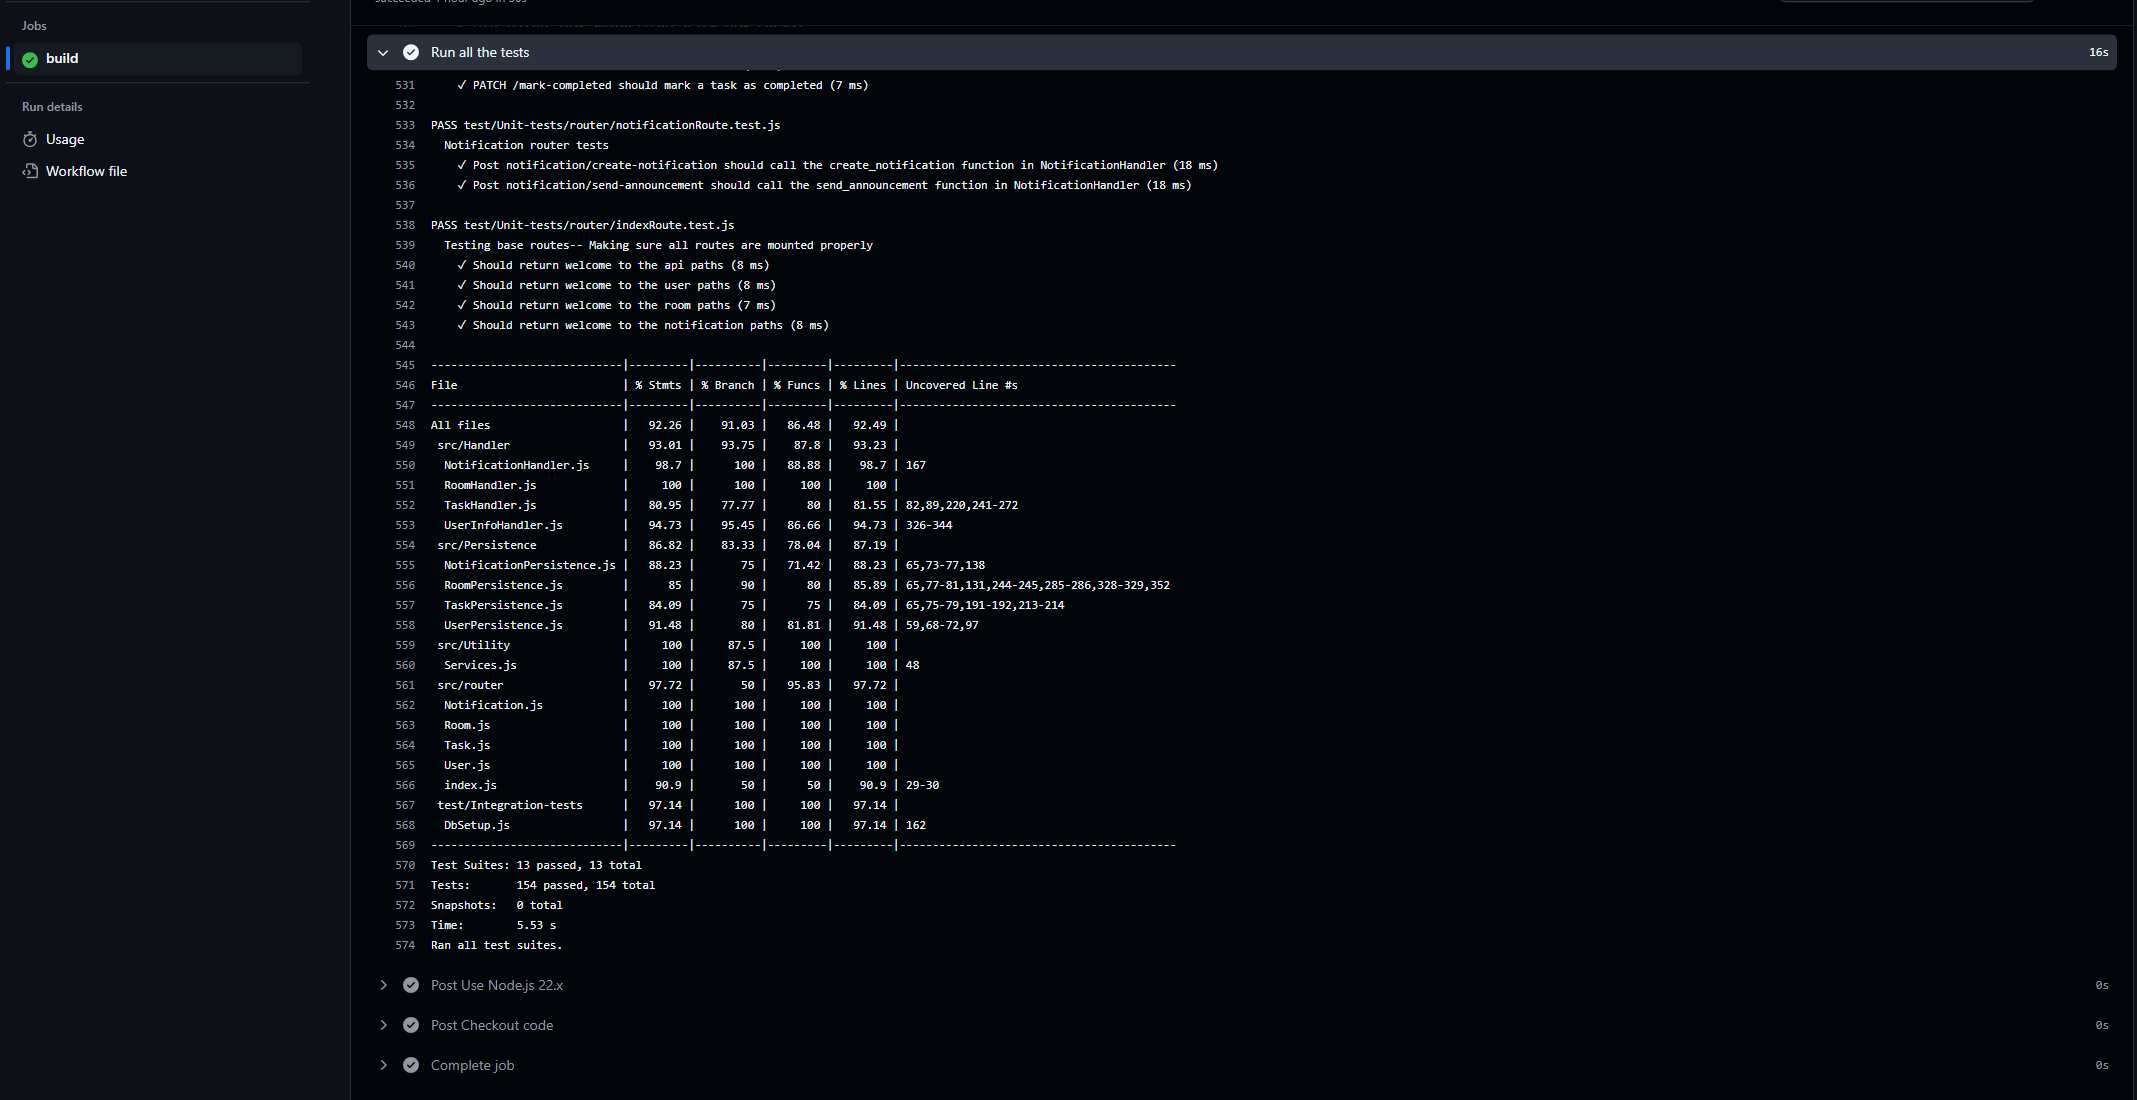 Jobs
build
Run details
Usage
Workflow file
Run all the tests 16s
531 ✓ PATCH /mark-completed should mark a task as completed (7 ms)
532
533 PASS test/Unit-tests/router/notificationRoute.test.js
534 Notification router tests
535 ✓ Post notification/create-notification should call the create_notification function in NotificationHandler (18 ms)
536 ✓ Post notification/send-announcement should call the send_announcement function in NotificationHandler (18 ms)
537
538 PASS test/Unit-tests/router/indexRoute.test.js
539 Testing base routes-- Making sure all routes are mounted properly
540 ✓ Should return welcome to the api paths (8 ms)
541 ✓ Should return welcome to the user paths (8 ms)
542 ✓ Should return welcome to the room paths (7 ms)
543 ✓ Should return welcome to the notification paths (8 ms)
544
545 -----------------------------|---------|----------|---------|---------|------------------------------------------
546 File | % Stmts | % Branch | % Funcs | % Lines | Uncovered Line #s
547 -----------------------------|---------|----------|---------|---------|------------------------------------------
548 All files | 92.26 | 91.03 | 86.48 | 92.49 |
549 src/Handler | 93.01 | 93.75 | 87.8 | 93.23 |
550 NotificationHandler.js | 98.7 | 100 | 88.88 | 98.7 | 167
551 RoomHandler.js | 100 | 100 | 100 | 100 |
552 TaskHandler.js | 80.95 | 77.77 | 80 | 81.55 | 82,89,220,241-272
553 UserInfoHandler.js | 94.73 | 95.45 | 86.66 | 94.73 | 326-344
554 src/Persistence | 86.82 | 83.33 | 78.04 | 87.19 |
555 NotificationPersistence.js | 88.23 | 75 | 71.42 | 88.23 | 65,73-77,138
556 RoomPersistence.js | 85 | 90 | 80 | 85.89 | 65,77-81,131,244-245,285-286,328-329,352
557 TaskPersistence.js | 84.09 | 75 | 75 | 84.09 | 65,75-79,191-192,213-214
558 UserPersistence.js | 91.48 | 80 | 81.81 | 91.48 | 59,68-72,97
559 src/Utility | 100 | 87.5 | 100 | 100 |
560 Services.js | 100 | 87.5 | 100 | 100 | 48
561 src/router | 97.72 | 50 | 95.83 | 97.72 |
562 Notification.js | 100 | 100 | 100 | 100 |
563 Room.js | 100 | 100 | 100 | 100 |
564 Task.js | 100 | 100 | 100 | 100 |
565 User.js | 100 | 100 | 100 | 100 |
566 index.js | 90.9 | 50 | 50 | 90.9 | 29-30
567 test/Integration-tests | 97.14 | 100 | 100 | 97.14 |
568 DbSetup.js | 97.14 | 100 | 100 | 97.14 | 162
569 -----------------------------|---------|----------|---------|---------|------------------------------------------
570 Test Suites: 13 passed, 13 total
571 Tests: 154 passed, 154 total
572 Snapshots: 0 total
573 Time: 5.53 s
574 Ran all test suites.
Post Use Node.js 22.x 0s
Post Checkout code 0s
Complete job 0s